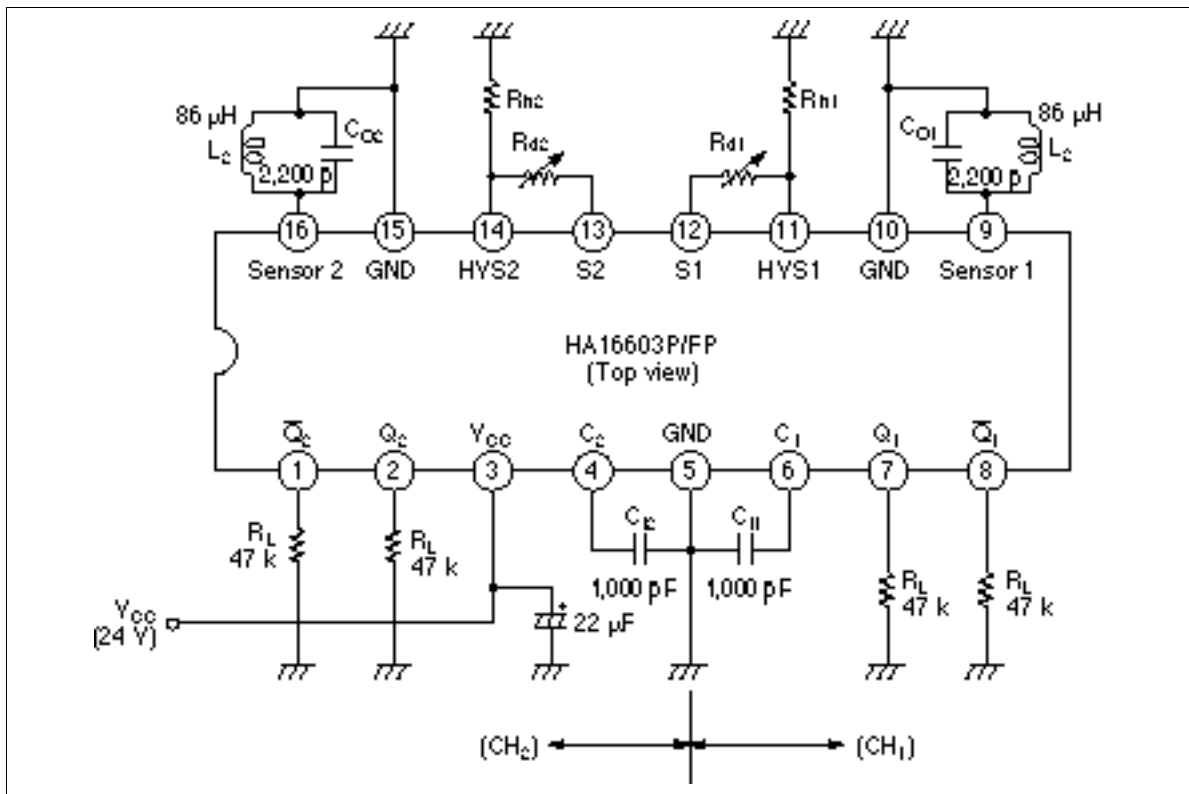 86 µH
L2
CO2
2,200 p
Rh2
Rd2
Rd1
Rh1
CO1
86 µH
L2
2,200 p
16
15
14
13
12
11
10
9
Sensor 2
GND
HYS2
S2
S1
HYS1
GND
Sensor 1
HA16603P/FP
(Top view)
Q̅2
Q2
VCC
C2
GND
C1
Q1
Q̅1
1
2
3
4
5
6
7
8
RL
47 k
RL
47 k
CI2
CI1
1,000 pF
1,000 pF
RL
47 k
RL
47 k
VCC
(24 V)
+
22 µF
(CH2)
(CH1)